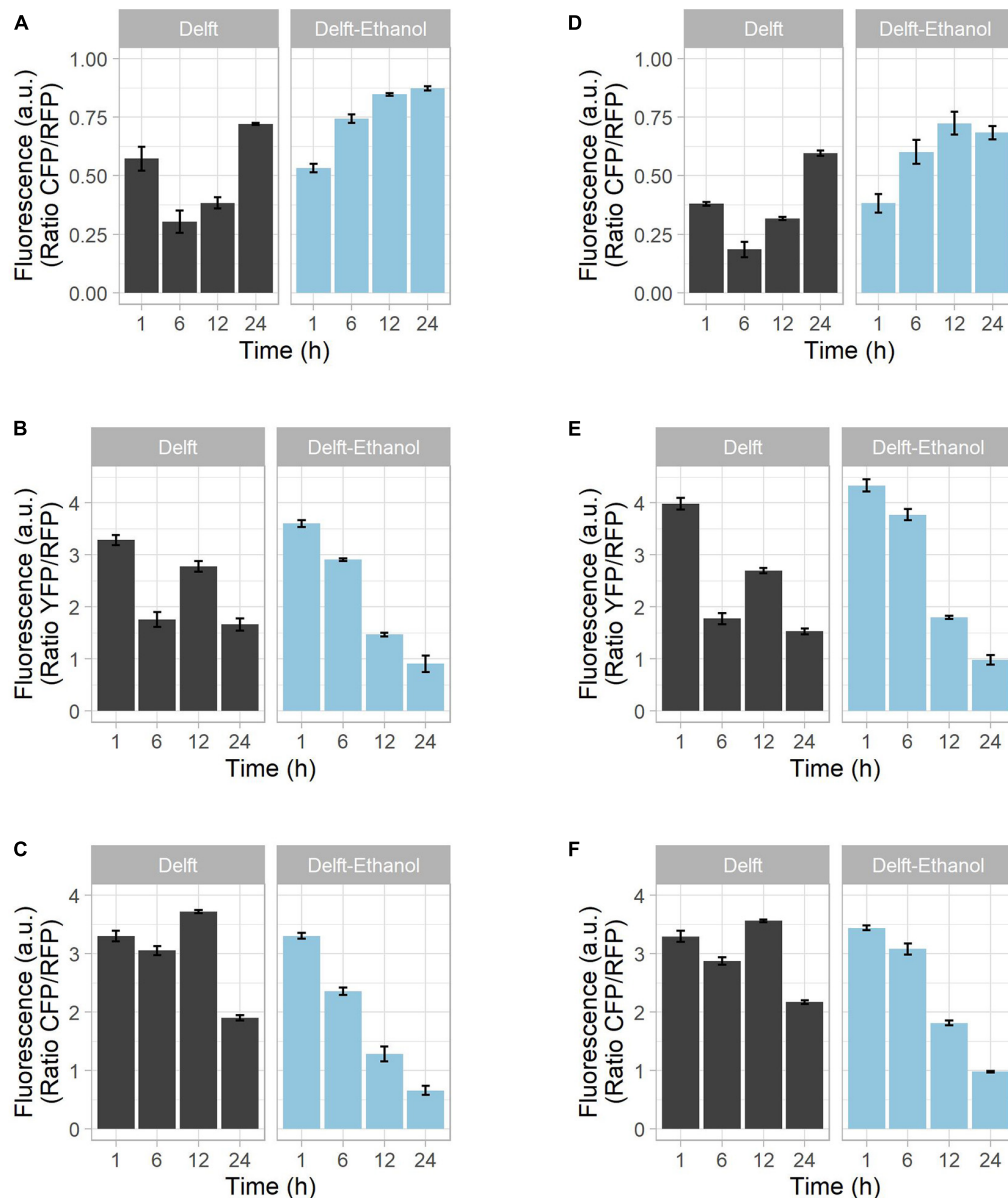 A
Delft
Delft-Ethanol
Fluorescence (a.u.)
(Ratio CFP/RFP)
1.00
0.75
0.50
0.25
0.00
1 6 12 24
1 6 12 24
Time (h)
D
Delft
Delft-Ethanol
Fluorescence (a.u.)
(Ratio CFP/RFP)
1.00
0.75
0.50
0.25
0.00
1 6 12 24
1 6 12 24
Time (h)
B
Delft
Delft-Ethanol
Fluorescence (a.u.)
(Ratio YFP/RFP)
4
3
2
1
0
1 6 12 24
1 6 12 24
Time (h)
E
Delft
Delft-Ethanol
Fluorescence (a.u.)
(Ratio YFP/RFP)
4
3
2
1
0
1 6 12 24
1 6 12 24
Time (h)
C
Delft
Delft-Ethanol
Fluorescence (a.u.)
(Ratio CFP/RFP)
4
3
2
1
0
1 6 12 24
1 6 12 24
Time (h)
F
Delft
Delft-Ethanol
Fluorescence (a.u.)
(Ratio CFP/RFP)
4
3
2
1
0
1 6 12 24
1 6 12 24
Time (h)